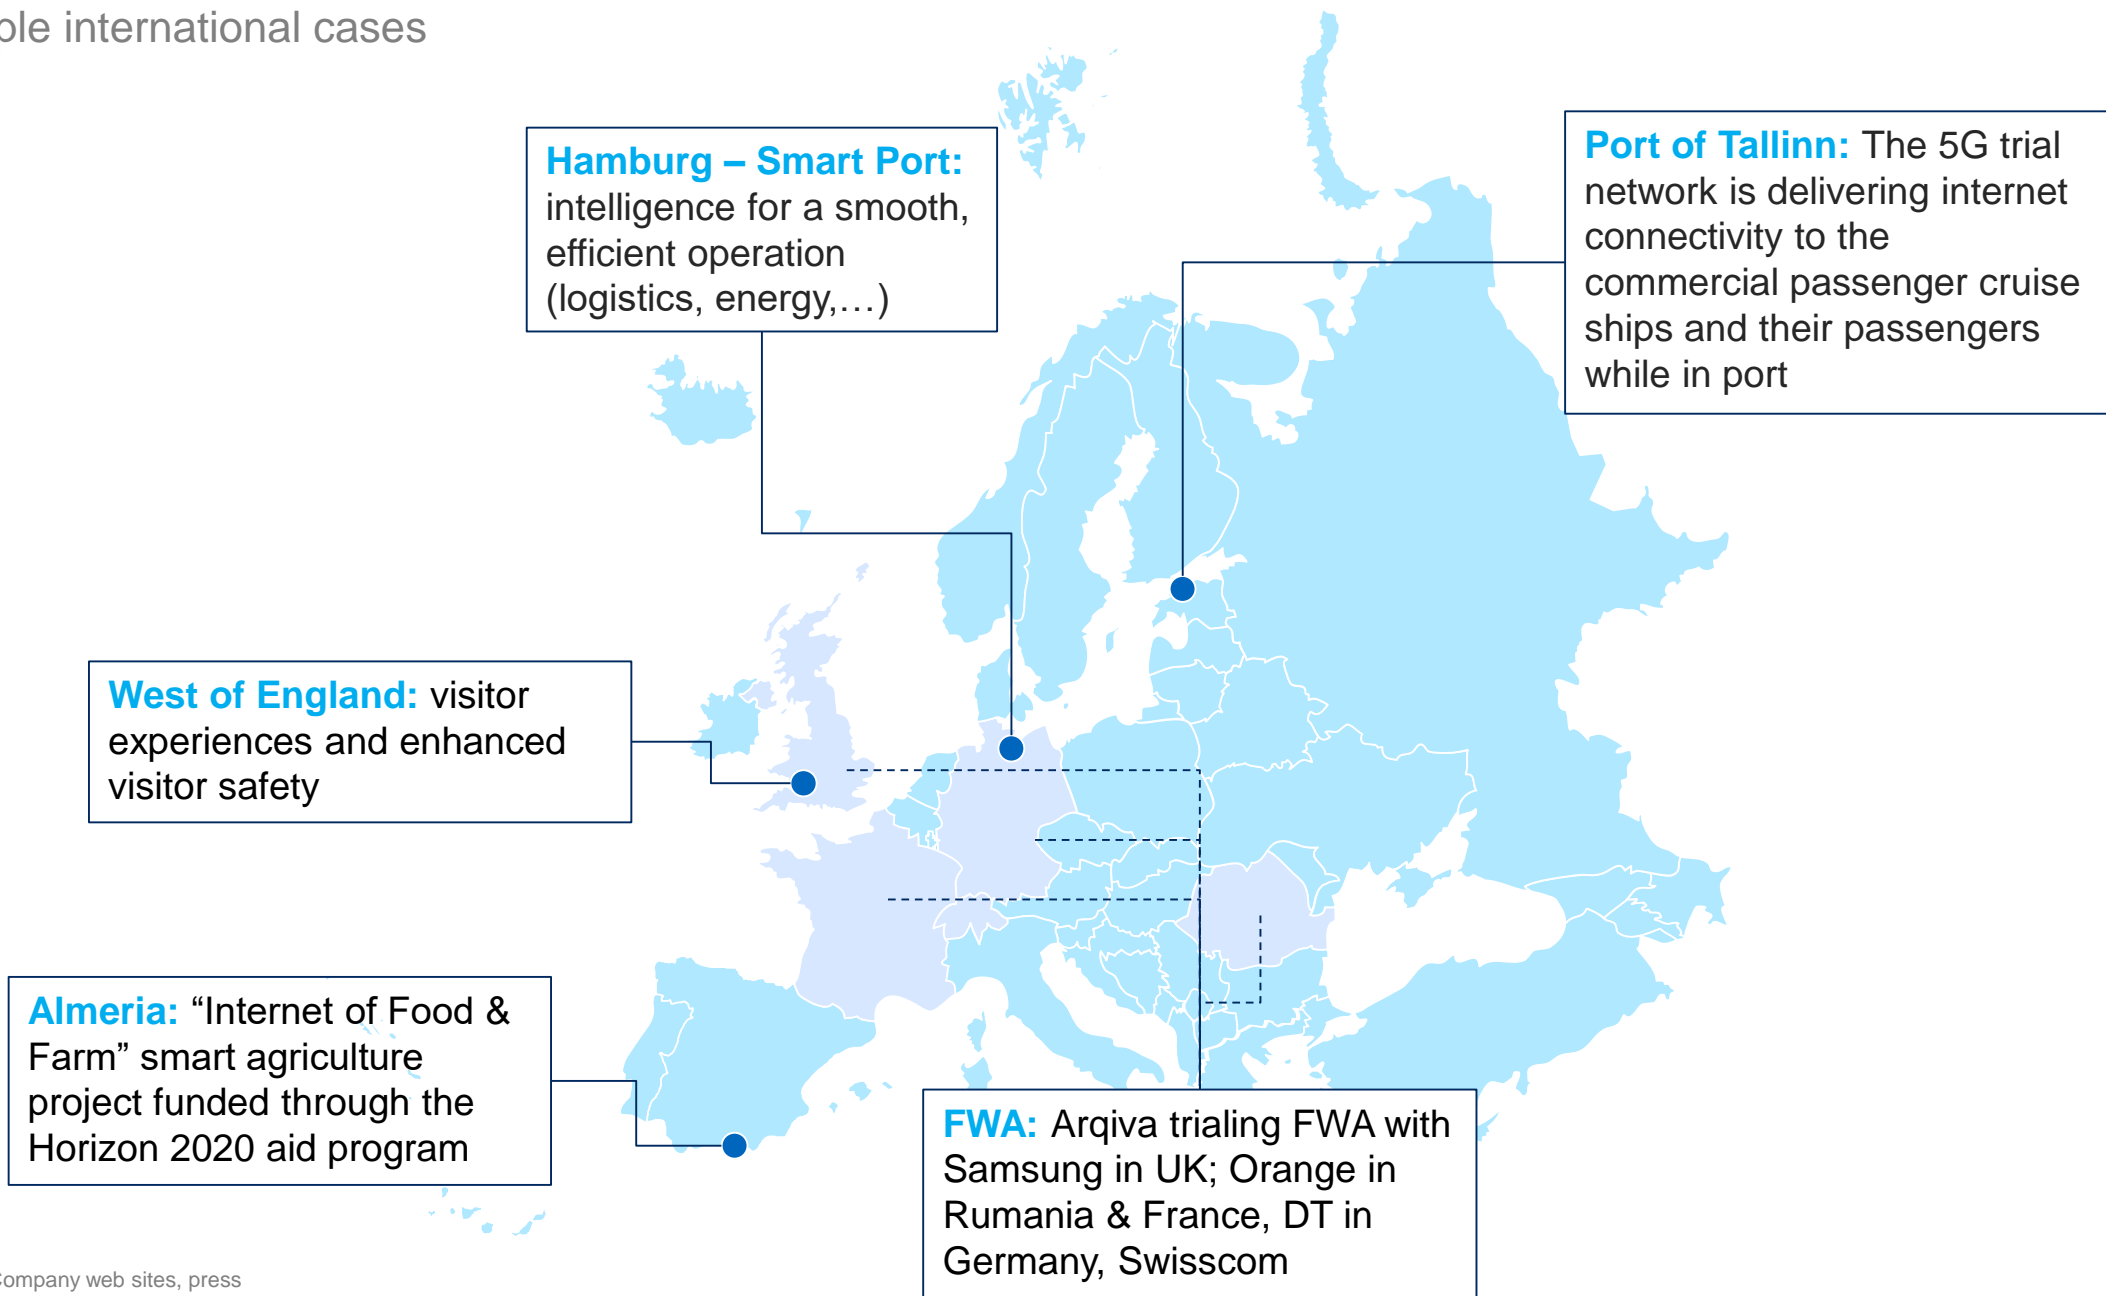 international cases
Hamburg – Smart Port:
intelligence for a smooth,
efficient operation
(logistics, energy,…)
Port of Tallinn: The 5G trial
network is delivering internet
connectivity to the
commercial passenger cruise
ships and their passengers
while in port
West of England: visitor
experiences and enhanced
visitor safety
Almeria: “Internet of Food &
Farm” smart agriculture
project funded through the
Horizon 2020 aid program
FWA: Arqiva trialing FWA with
Samsung in UK; Orange in
Rumania & France, DT in
Germany, Swisscom
Company web sites, press